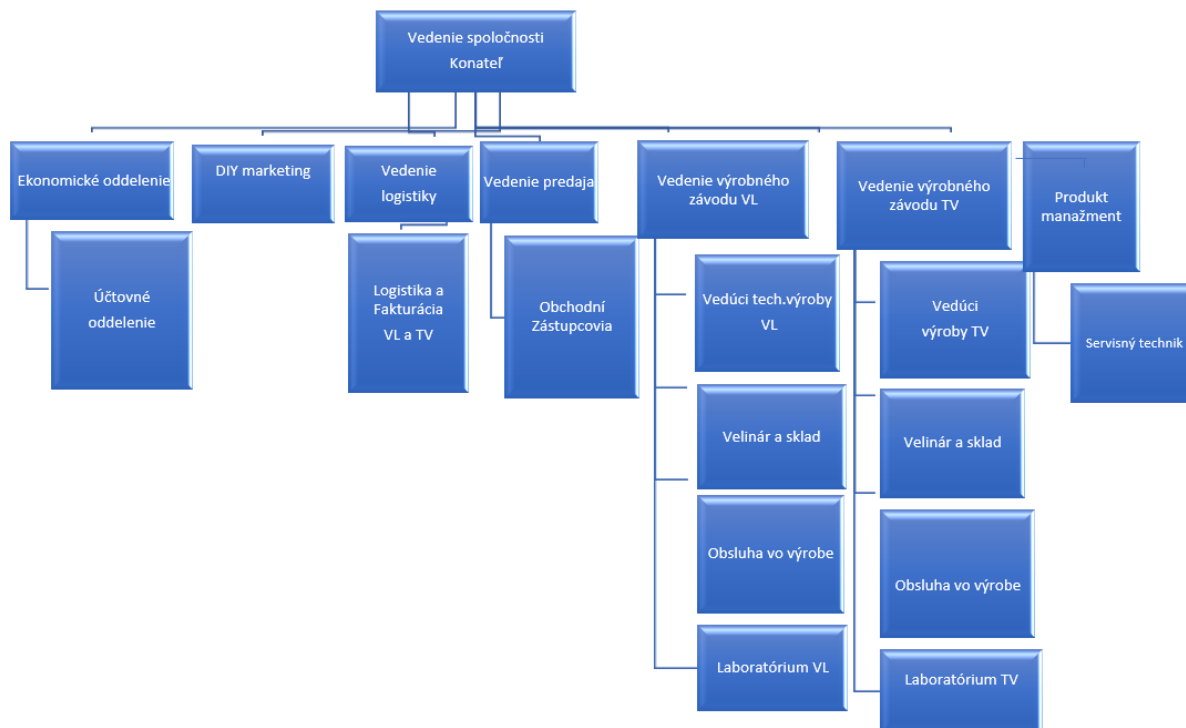 Vedenie spoločnosti
Konateľ
Ekonomické oddelenie
DIY marketing
Vedenie
logistiky
Vedenie predaja
Vedenie výrobného
závodu VL
Vedenie výrobného
závodu TV
Produkt
manažment
Účtovné
oddelenie
Logistika a
Fakturácia
VL a TV
Obchodní
Zástupcovia
Vedúci tech.výroby
VL
Vedúci
výroby TV
Servisný technik
Velinár a sklad
Velinár a sklad
Obsluha vo výrobe
Obsluha vo výrobe
Laboratórium VL
Laboratórium TV